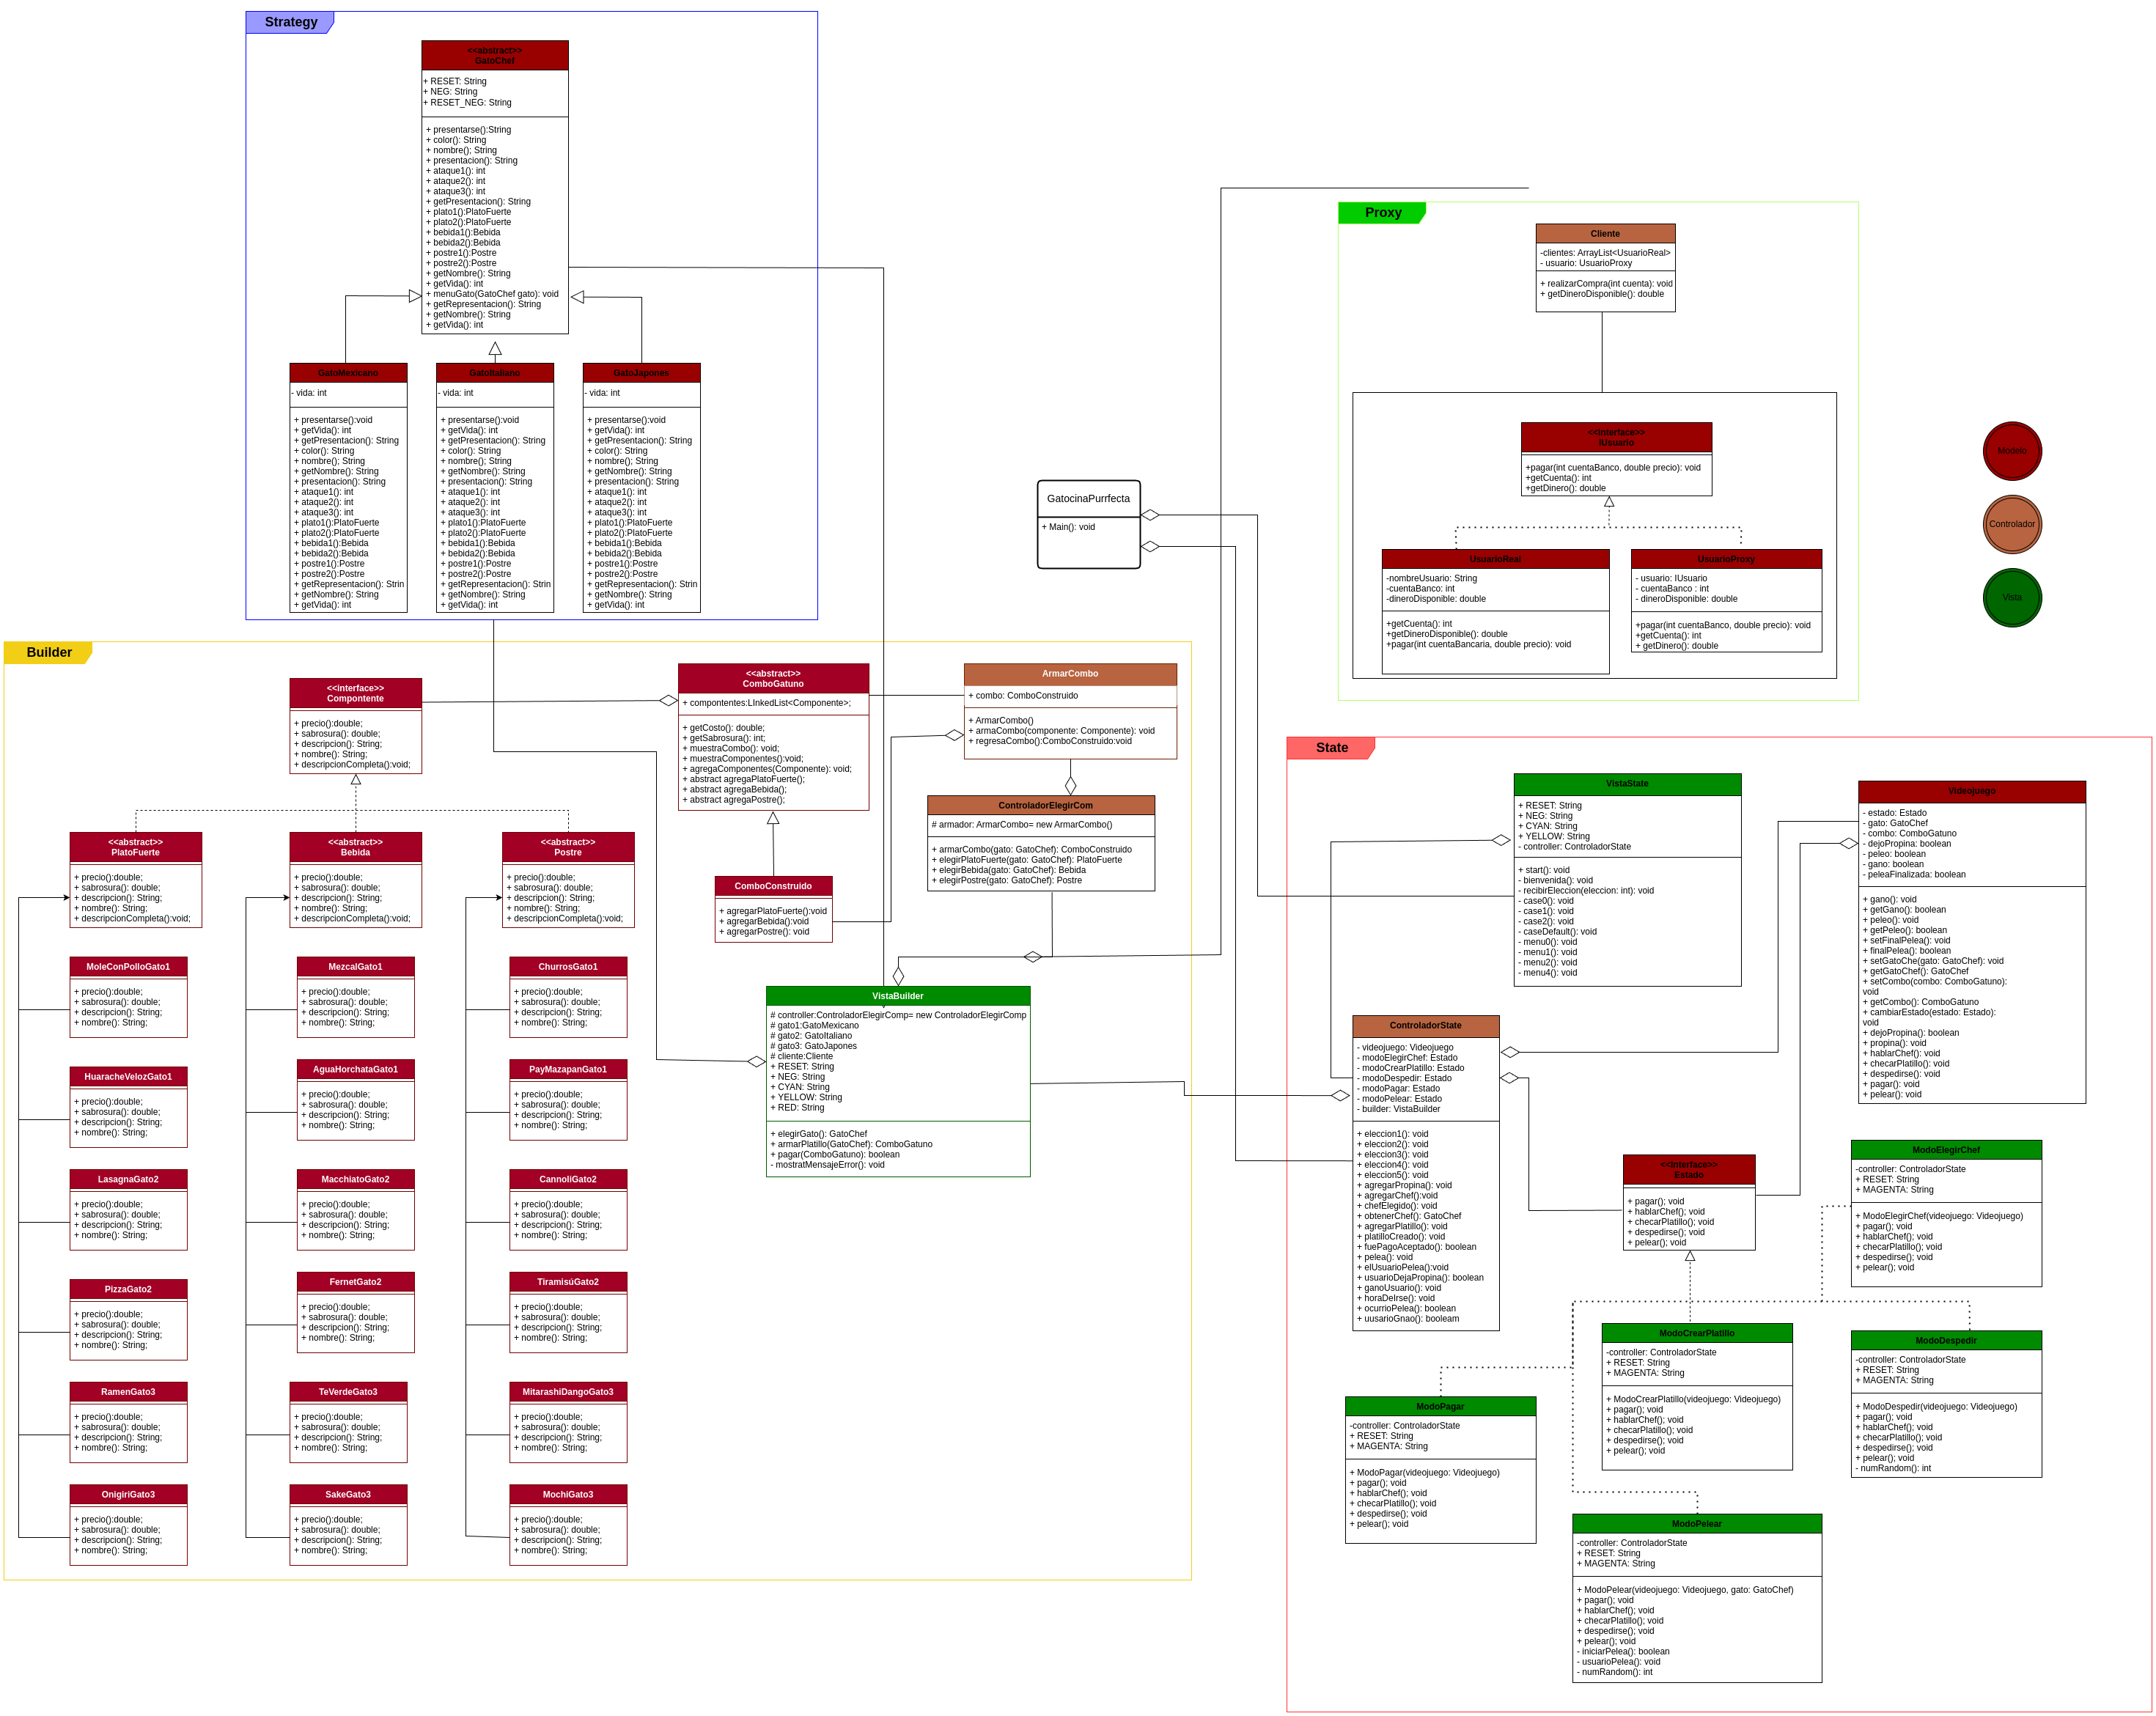 Strategy
<<abstract>>
GatoChef
+ RESET: String
+ NEG: String
+ RESET_NEG: String
+ presentarse():String
+ color(): String
+ nombre(); String
+ presentacion(): String
+ ataque1(): int
+ ataque2(): int
+ ataque3(): int
+ getPresentacion(): String
+ plato1():PlatoFuerte
+ plato2():PlatoFuerte
+ bebida1():Bebida
+ bebida2():Bebida
+ postre1():Postre
+ postre2():Postre
+ getNombre(): String
+ getVida(): int
+ menuGato(GatoChef gato): void
+ getRepresentacion(): String
+ getNombre(): String
+ getVida(): int
GatoMexicano
- vida: int
+ presentarse():void
+ getVida(): int
+ getPresentacion(): String
+ color(): String
+ nombre(); String
+ getNombre(): String
+ presentacion(): String
+ ataque1(): int
+ ataque2(): int
+ ataque3(): int
+ plato1():PlatoFuerte
+ plato2():PlatoFuerte
+ bebida1():Bebida
+ bebida2():Bebida
+ postre1():Postre
+ postre2():Postre
+ getRepresentacion(): Strin
+ getNombre(): String
+ getVida(): int
GatoItaliano
- vida: int
+ presentarse():void
+ getVida(): int
+ getPresentacion(): String
+ color(): String
+ nombre(); String
+ getNombre(): String
+ presentacion(): String
+ ataque1(): int
+ ataque2(): int
+ ataque3(): int
+ plato1():PlatoFuerte
+ plato2():PlatoFuerte
+ bebida1():Bebida
+ bebida2():Bebida
+ postre1():Postre
+ postre2():Postre
+ getRepresentacion(): Strin
+ getNombre(): String
+ getVida(): int
GatoJapones
- vida: int
+ presentarse():void
+ getVida(): int
+ getPresentacion(): String
+ color(): String
+ nombre(); String
+ getNombre(): String
+ presentacion(): String
+ ataque1(): int
+ ataque2(): int
+ ataque3(): int
+ plato1():PlatoFuerte
+ plato2():PlatoFuerte
+ bebida1():Bebida
+ bebida2():Bebida
+ postre1():Postre
+ postre2():Postre
+ getRepresentacion(): Strin
+ getNombre(): String
+ getVida(): int
GatocinaPurrfecta
+ Main(): void
Proxy
Cliente
-clientes: ArrayList<UsuarioReal>
- usuario: UsuarioProxy
+ realizarCompra(int cuenta): void
+ getDineroDisponible(): double
<<interface>>
IUsuario
+pagar(int cuentaBanco, double precio): void
+getCuenta(): int
+getDinero(): double
UsuarioReal
-nombreUsuario: String
-cuentaBanco: int
-dineroDisponible: double
+getCuenta(): int
+getDineroDisponible(): double
+pagar(int cuentaBancaria, double precio): void
UsuarioProxy
- usuario: IUsuario
- cuentaBanco : int
- dineroDisponible: double
+pagar(int cuentaBanco, double precio): void
+getCuenta(): int
+ getDinero(): double
Modelo
Controlador
Vista
Builder
<<interface>>
Compontente
+ precio():double;
+ sabrosura(): double;
+ descripcion(): String;
+ nombre(): String;
+ descripcionCompleta():void;
<<abstract>>
ComboGatuno
+ compontentes:LInkedList<Componente>;
+ getCosto(): double;
+ getSabrosura(): int;
+ muestraCombo(): void;
+ muestraComponentes():void;
+ agregaComponentes(Componente): void;
+ abstract agregaPlatoFuerte();
+ abstract agregaBebida();
+ abstract agregaPostre();
ArmarCombo
+ combo: ComboConstruido
+ ArmarCombo()
+ armaCombo(componente: Componente): void
+ regresaCombo():ComboConstruido:void
ControladorElegirCom
# armador: ArmarCombo= new ArmarCombo()
+ armarCombo(gato: GatoChef): ComboConstruido
+ elegirPlatoFuerte(gato: GatoChef): PlatoFuerte
+ elegirBebida(gato: GatoChef): Bebida
+ elegirPostre(gato: GatoChef): Postre
ComboConstruido
+ agregarPlatoFuerte():void
+ agregarBebida():void
+ agregarPostre(): void
<<abstract>>
PlatoFuerte
+ precio():double;
+ sabrosura(): double;
+ descripcion(): String;
+ nombre(): String;
+ descripcionCompleta():void;
<<abstract>>
Bebida
+ precio():double;
+ sabrosura(): double;
+ descripcion(): String;
+ nombre(): String;
+ descripcionCompleta():void;
<<abstract>>
Postre
+ precio():double;
+ sabrosura(): double;
+ descripcion(): String;
+ nombre(): String;
+ descripcionCompleta():void;
MoleConPolloGato1
+ precio():double;
+ sabrosura(): double;
+ descripcion(): String;
+ nombre(): String;
MezcalGato1
+ precio():double;
+ sabrosura(): double;
+ descripcion(): String;
+ nombre(): String;
ChurrosGato1
+ precio():double;
+ sabrosura(): double;
+ descripcion(): String;
+ nombre(): String;
HuaracheVelozGato1
+ precio():double;
+ sabrosura(): double;
+ descripcion(): String;
+ nombre(): String;
AguaHorchataGato1
+ precio():double;
+ sabrosura(): double;
+ descripcion(): String;
+ nombre(): String;
PayMazapanGato1
+ precio():double;
+ sabrosura(): double;
+ descripcion(): String;
+ nombre(): String;
LasagnaGato2
+ precio():double;
+ sabrosura(): double;
+ descripcion(): String;
+ nombre(): String;
MacchiatoGato2
+ precio():double;
+ sabrosura(): double;
+ descripcion(): String;
+ nombre(): String;
CannoliGato2
+ precio():double;
+ sabrosura(): double;
+ descripcion(): String;
+ nombre(): String;
PizzaGato2
+ precio():double;
+ sabrosura(): double;
+ descripcion(): String;
+ nombre(): String;
FernetGato2
+ precio():double;
+ sabrosura(): double;
+ descripcion(): String;
+ nombre(): String;
TiramisúGato2
+ precio():double;
+ sabrosura(): double;
+ descripcion(): String;
+ nombre(): String;
RamenGato3
+ precio():double;
+ sabrosura(): double;
+ descripcion(): String;
+ nombre(): String;
TeVerdeGato3
+ precio():double;
+ sabrosura(): double;
+ descripcion(): String;
+ nombre(): String;
MitarashiDangoGato3
+ precio():double;
+ sabrosura(): double;
+ descripcion(): String;
+ nombre(): String;
OnigiriGato3
+ precio():double;
+ sabrosura(): double;
+ descripcion(): String;
+ nombre(): String;
SakeGato3
+ precio():double;
+ sabrosura(): double;
+ descripcion(): String;
+ nombre(): String;
MochiGato3
+ precio():double;
+ sabrosura(): double;
+ descripcion(): String;
+ nombre(): String;
VistaBuilder
# controller:ControladorElegirComp= new ControladorElegirComp
# gato1:GatoMexicano
# gato2: GatoItaliano
# gato3: GatoJapones
# cliente:Cliente
+ RESET: String
+ NEG: String
+ CYAN: String
+ YELLOW: String
+ RED: String
+ elegirGato(): GatoChef
+ armarPlatillo(GatoChef): ComboGatuno
+ pagar(ComboGatuno): boolean
- mostratMensajeError(): void
State
VistaState
+ RESET: String
+ NEG: String
+ CYAN: String
+ YELLOW: String
- controller: ControladorState
+ start(): void
- bienvenida(): void
- recibirEleccion(eleccion: int): void
- case0(): void
- case1(): void
- case2(): void
- caseDefault(): void
- menu0(): void
- menu1(): void
- menu2(): void
- menu4(): void
Videojuego
- estado: Estado
- gato: GatoChef
- combo: ComboGatuno
- dejoPropina: boolean
- peleo: boolean
- gano: boolean
- peleaFinalizada: boolean
+ gano(): void
+ getGano(): boolean
+ peleo(): void
+ getPeleo(): boolean
+ setFinalPelea(): void
+ finalPelea(): boolean
+ setGatoChe(gato: GatoChef): void
+ getGatoChef(): GatoChef
+ setCombo(combo: ComboGatuno):
void
+ getCombo(): ComboGatuno
+ cambiarEstado(estado: Estado):
void
+ dejoPropina(): boolean
+ propina(): void
+ hablarChef(): void
+ checarPlatillo(): void
+ despedirse(): void
+ pagar(): void
+ pelear(): void
ControladorState
- videojuego: Videojuego
- modoElegirChef: Estado
- modoCrearPlatillo: Estado
- modoDespedir: Estado
- modoPagar: Estado
- modoPelear: Estado
- builder: VistaBuilder
+ eleccion1(): void
+ eleccion2(): void
+ eleccion3(): void
+ eleccion4(): void
+ eleccion5(): void
+ agregarPropina(): void
+ agregarChef():void
+ chefElegido(): void
+ obtenerChef(): GatoChef
+ agregarPlatillo(): void
+ platilloCreado(): void
+ fuePagoAceptado(): boolean
+ pelea(): void
+ elUsuarioPelea():void
+ usuarioDejaPropina(): boolean
+ ganoUsuario(): void
+ horaDeIrse(): void
+ ocurrioPelea(): boolean
+ uusarioGnao(): booleam
<<Interface>>
Estado
+ pagar(); void
+ hablarChef(); void
+ checarPlatillo(); void
+ despedirse(); void
+ pelear(); void
ModoElegirChef
-controller: ControladorState
+ RESET: String
+ MAGENTA: String
+ ModoElegirChef(videojuego: Videojuego)
+ pagar(); void
+ hablarChef(); void
+ checarPlatillo(); void
+ despedirse(); void
+ pelear(); void
ModoCrearPlatillo
-controller: ControladorState
+ RESET: String
+ MAGENTA: String
+ ModoCrearPlatillo(videojuego: Videojuego)
+ pagar(); void
+ hablarChef(); void
+ checarPlatillo(); void
+ despedirse(); void
+ pelear(); void
ModoDespedir
-controller: ControladorState
+ RESET: String
+ MAGENTA: String
+ ModoDespedir(videojuego: Videojuego)
+ pagar(); void
+ hablarChef(); void
+ checarPlatillo(); void
+ despedirse(); void
+ pelear(); void
- numRandom(): int
ModoPagar
-controller: ControladorState
+ RESET: String
+ MAGENTA: String
+ ModoPagar(videojuego: Videojuego)
+ pagar(); void
+ hablarChef(); void
+ checarPlatillo(); void
+ despedirse(); void
+ pelear(); void
ModoPelear
-controller: ControladorState
+ RESET: String
+ MAGENTA: String
+ ModoPelear(videojuego: Videojuego, gato: GatoChef)
+ pagar(); void
+ hablarChef(); void
+ checarPlatillo(); void
+ despedirse(); void
+ pelear(); void
- iniciarPelea(): boolean
- usuarioPelea(): void
- numRandom(): int